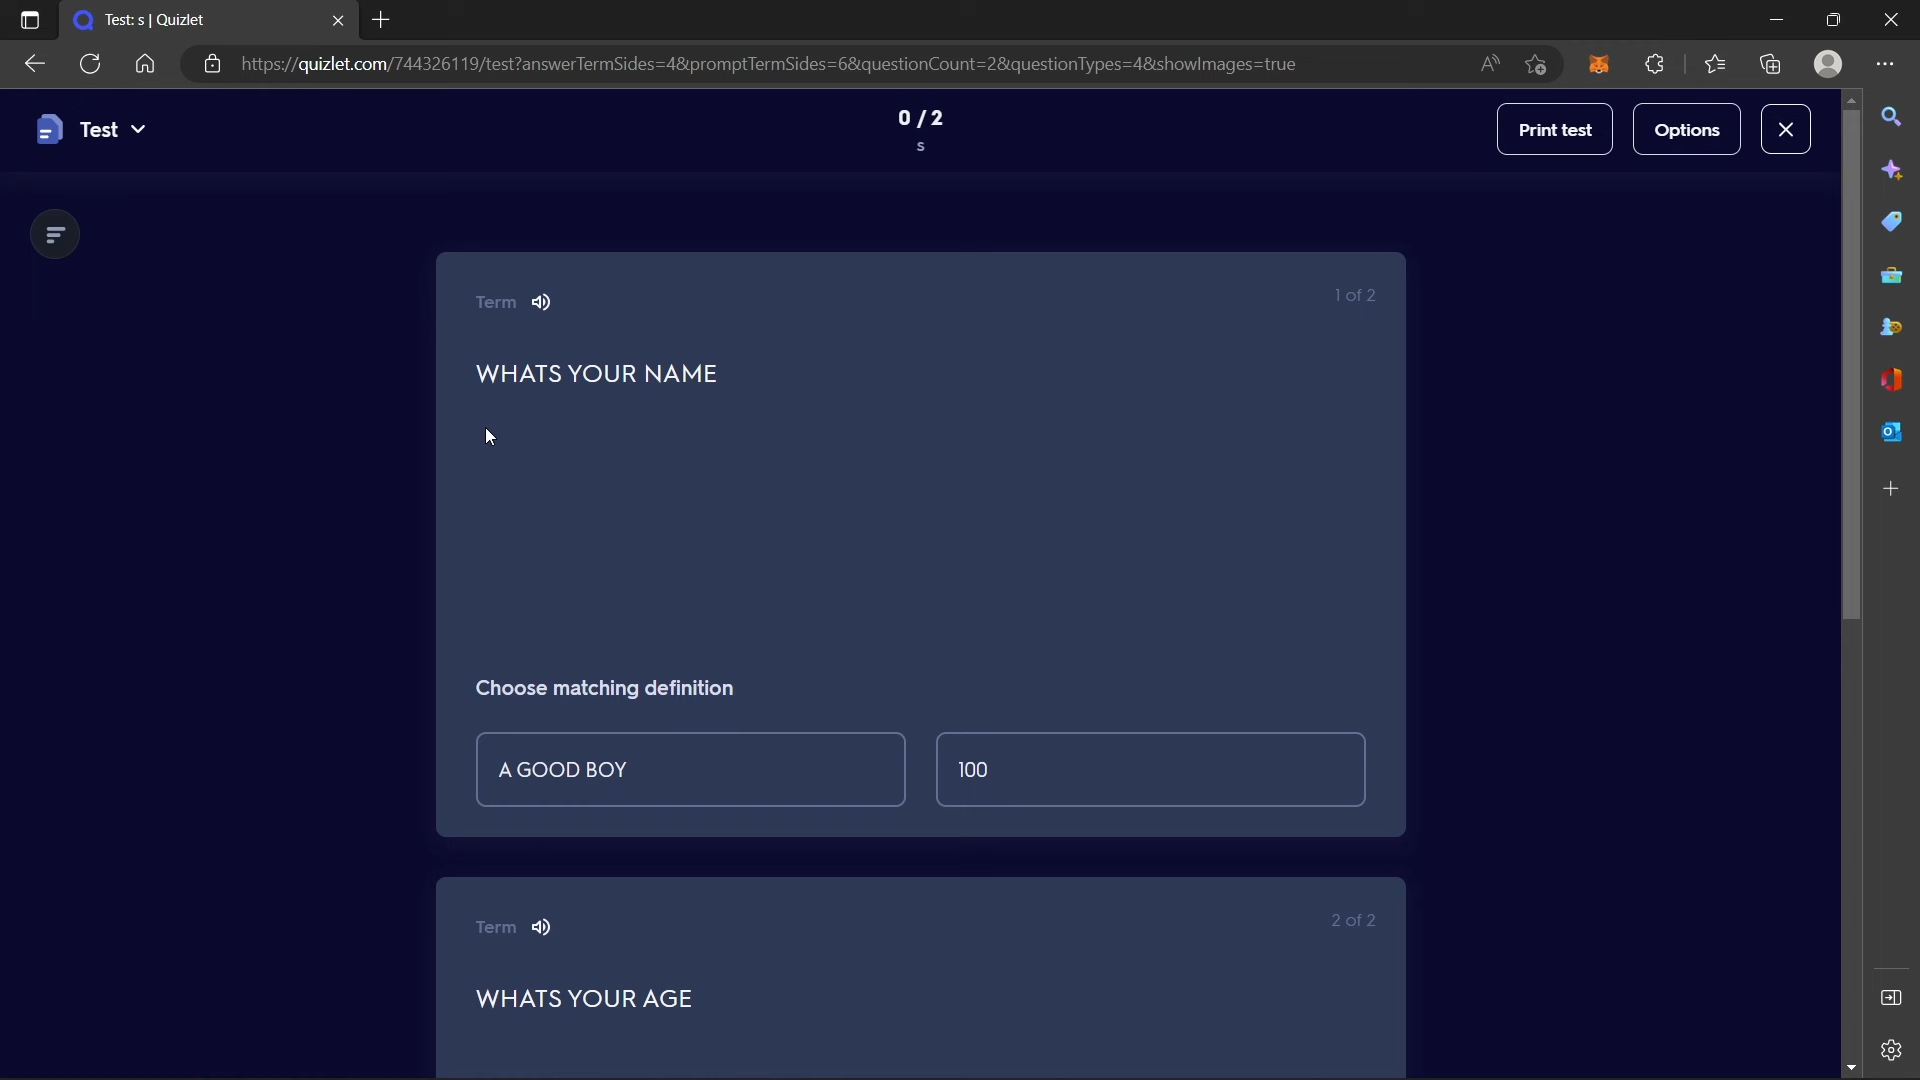 Test: s | Quizlet
https://quizlet.com/744326119/test?answerTermSides=4&promptTermSides=6&questionCount=2&questionTypes=4&showImages=true
Test
0 / 2
s
Print test
Options
Term
1 of 2
WHATS YOUR NAME
Choose matching definition
A GOOD BOY
100
Term
2 of 2
WHATS YOUR AGE